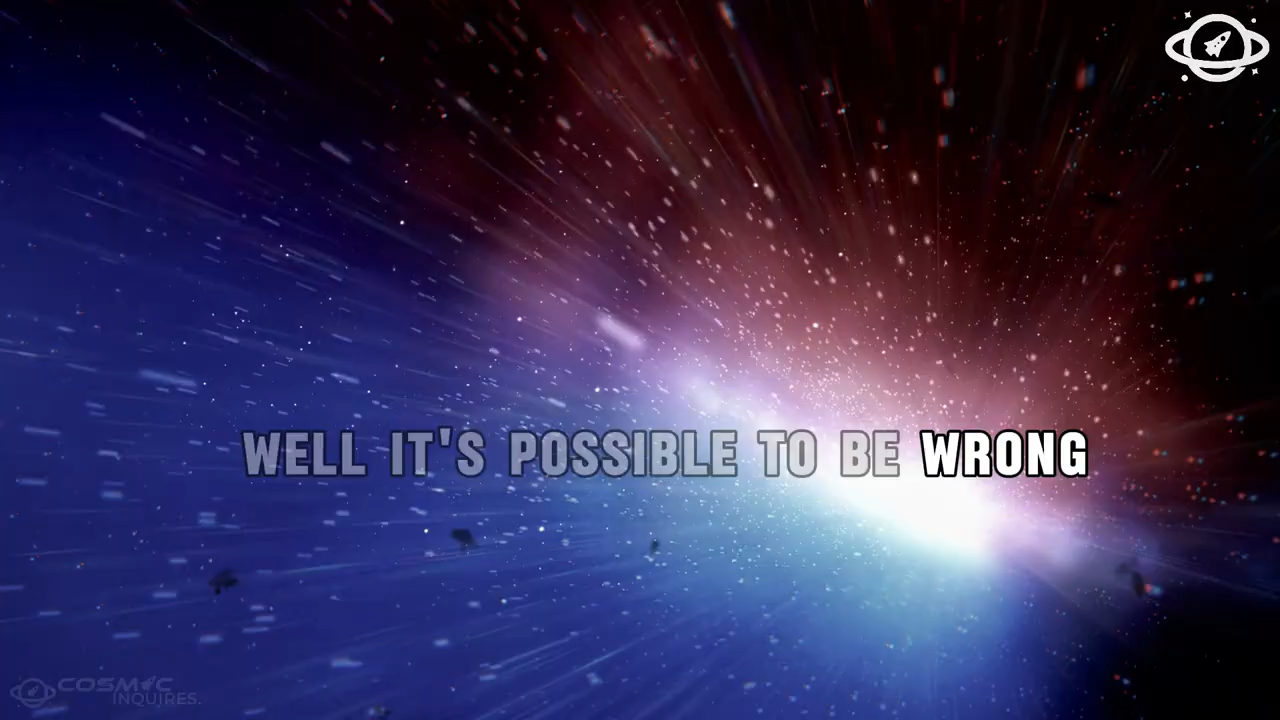 WELL IT'S POSSIBLE TO BE WRONG
COSMIC
INQUIRES.